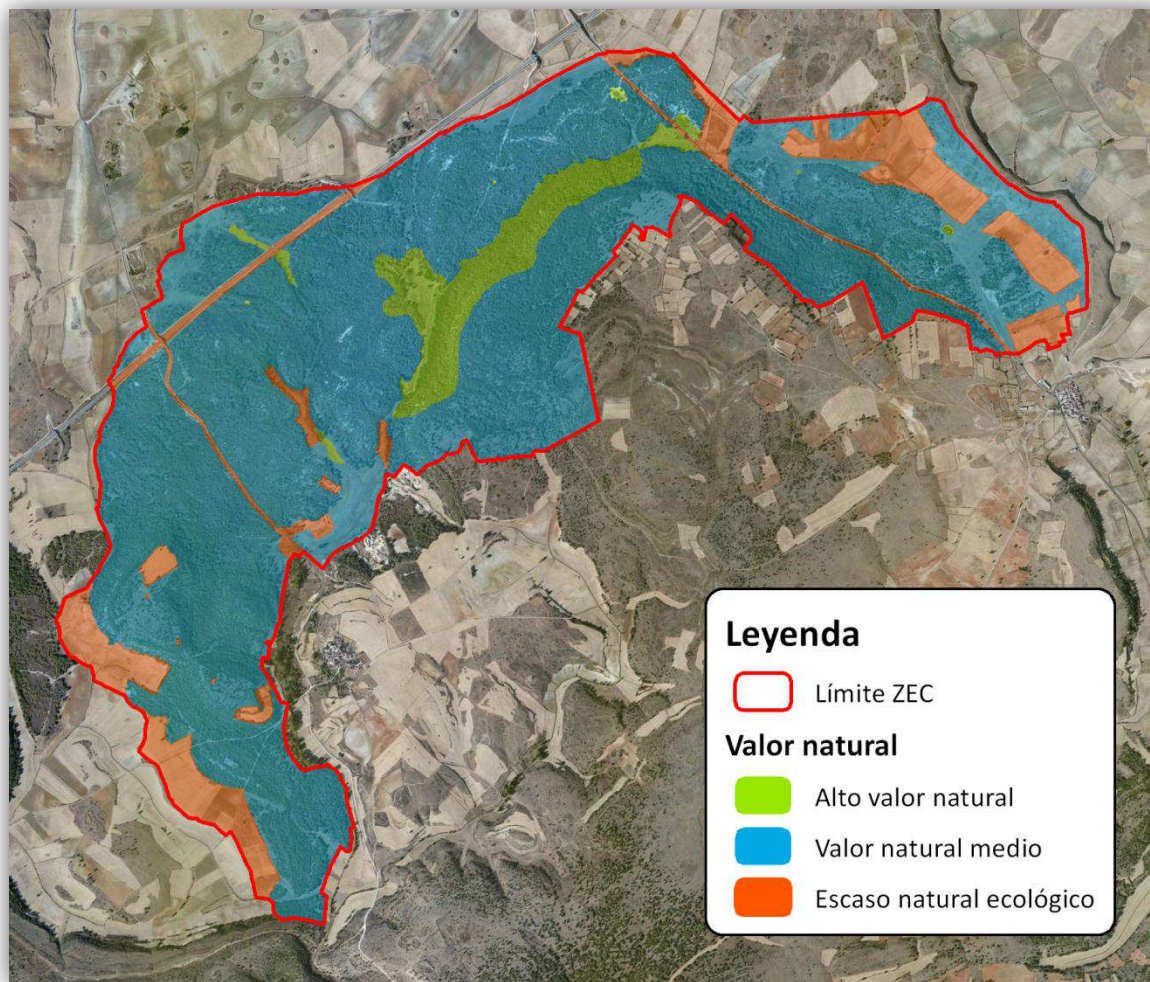 Leyenda
Límite ZEC
Valor natural
Alto valor natural
Valor natural medio
Escaso natural ecológico